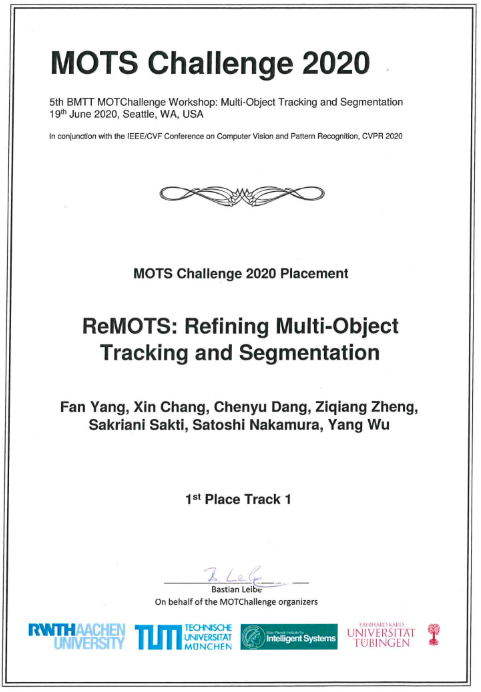 MOTS Challenge 2020
5th BMTT MOTChallenge Workshop: Multi-Object Tracking and Segmentation
19th June 2020, Seattle, WA, USA
In conjunction with the IEEE/CVF Conference on Computer Vision and Pattern Recognition, CVPR 2020
MOTS Challenge 2020 Placement
ReMOTS: Refining Multi-Object
Tracking and Segmentation
Fan Yang, Xin Chang, Chenyu Dang, Ziqiang Zheng,
Sakriani Sakti, Satoshi Nakamura, Yang Wu
1st Place Track 1
B. Leibe
Bastian Leibe
On behalf of the MOTChallenge organizers
RWTHAACHEN
UNIVERSITY
TUM
TECHNISCHE
UNIVERSITÄT
MÜNCHEN
Max Planck Institute for
Intelligent Systems
EBERHARD KARLS
UNIVERSITÄT
TÜBINGEN